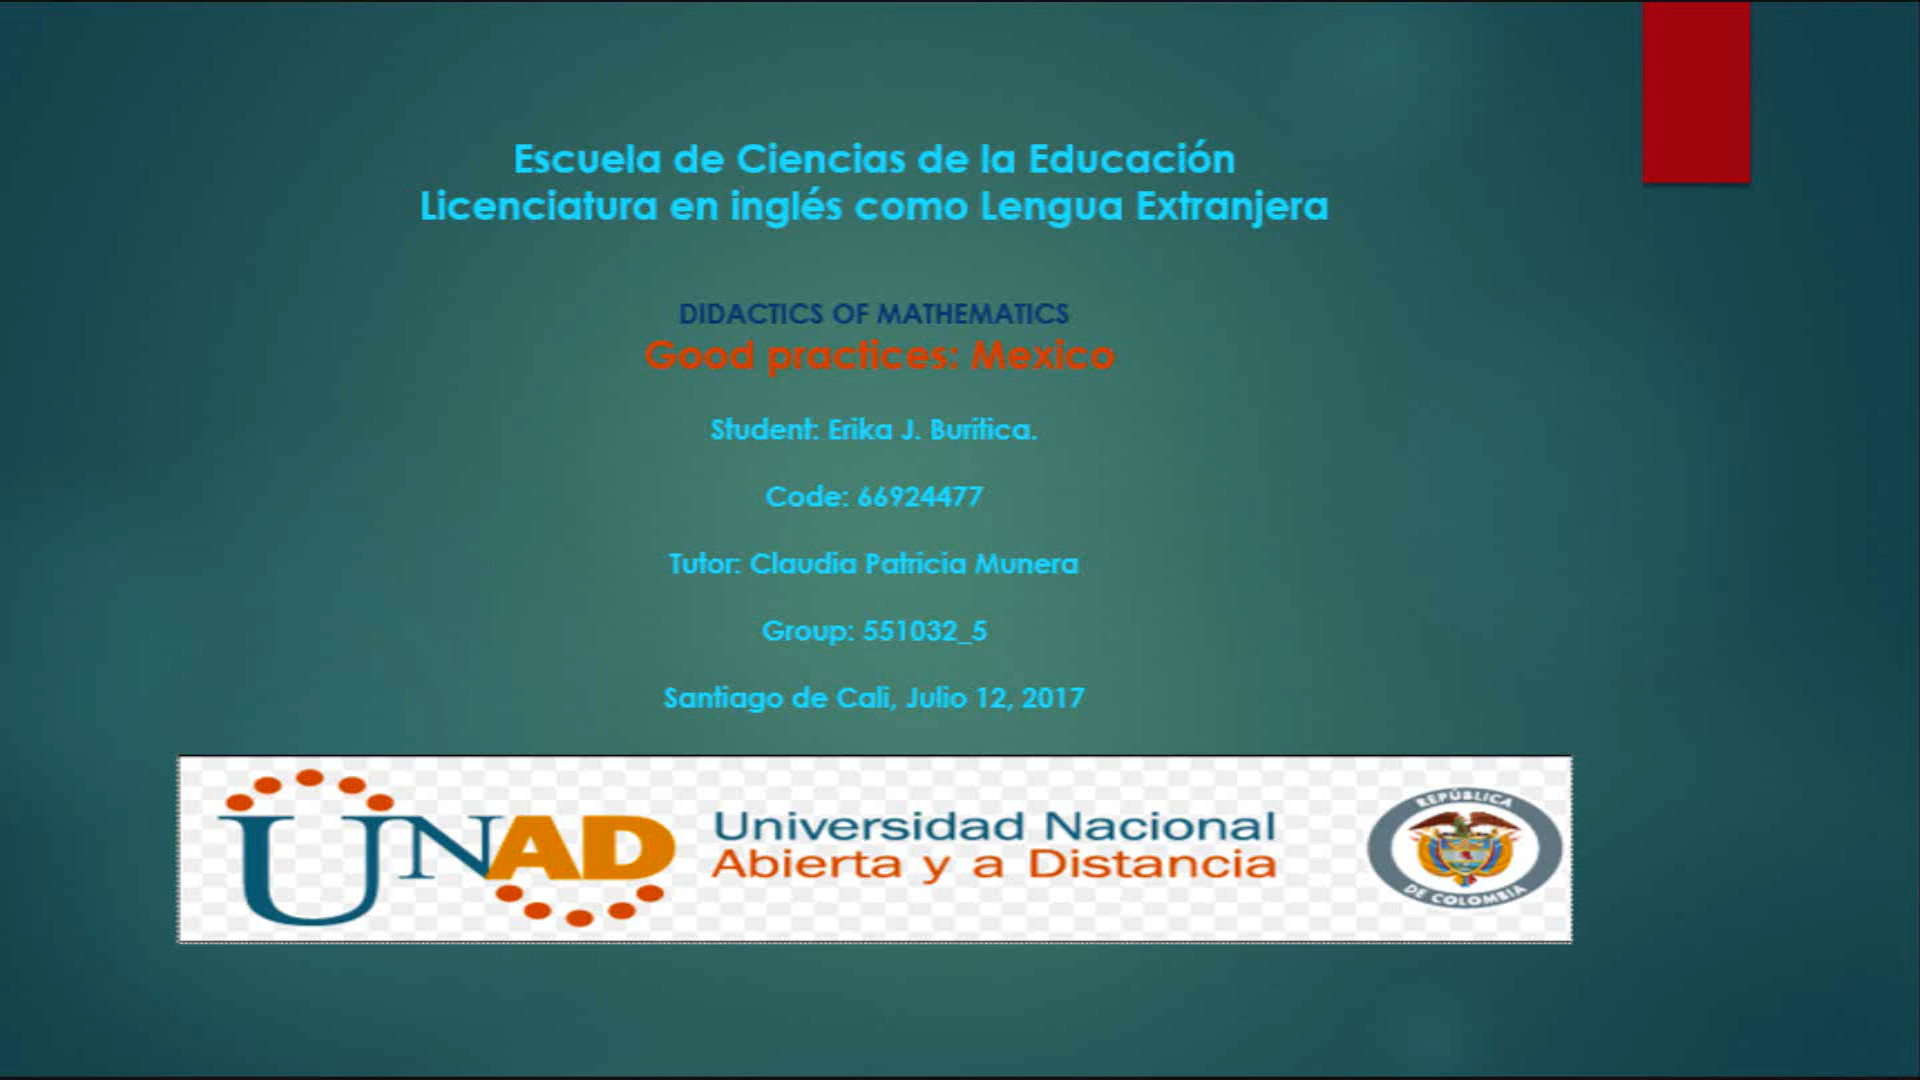 Escuela de Ciencias de la Educación
Licenciatura en inglés como Lengua Extranjera
DIDACTICS OF MATHEMATICS
Good practices: Mexico
Student: Erika J. Buritica.
Code: 66924477
Tutor: Claudia Patricia Munera
Group: 551032_5
Santiago de Cali, Julio 12, 2017
UNAD
Universidad Nacional
Abierta y a Distancia
REPÚBLICA
DE COLOMBIA